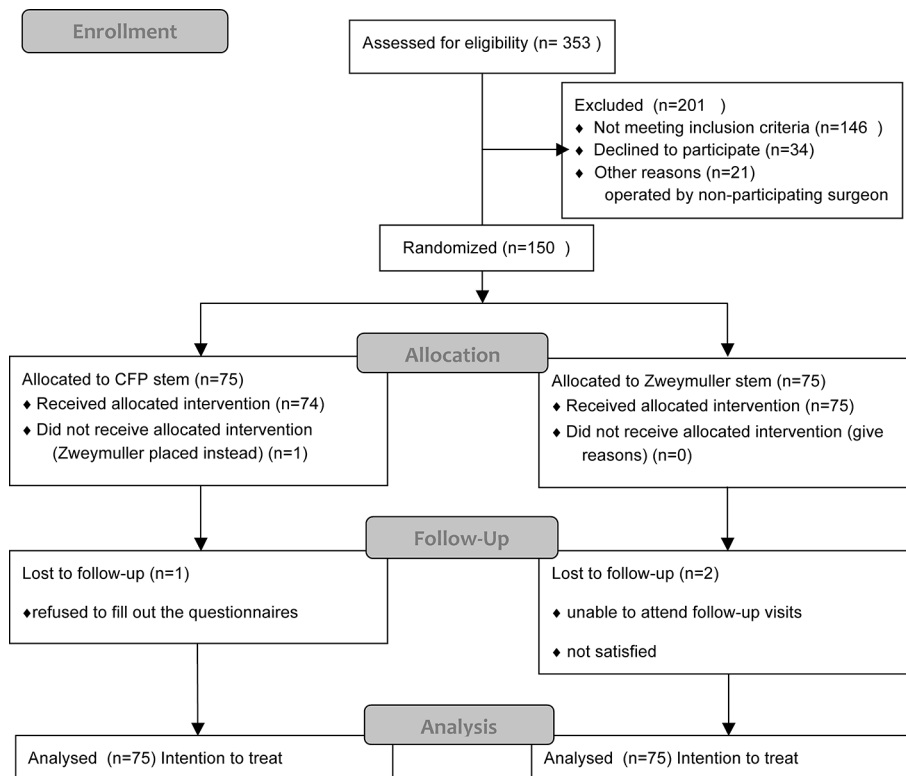 Enrollment
Assessed for eligibility (n= 353 )
Excluded (n=201 )
♦ Not meeting inclusion criteria (n=146 )
♦ Declined to participate (n=34)
♦ Other reasons (n=21)
operated by non-participating surgeon
Randomized (n=150 )
Allocation
Allocated to CFP stem (n=75)
♦ Received allocated intervention (n=74)
♦ Did not receive allocated intervention
(Zweymuller placed instead) (n=1)
Allocated to Zweymuller stem (n=75)
♦ Received allocated intervention (n=75)
♦ Did not receive allocated intervention (give
reasons) (n=0)
Follow-Up
Lost to follow-up (n=1)
♦refused to fill out the questionnaires
Lost to follow-up (n=2)
♦ unable to attend follow-up visits
♦ not satisfied
Analysis
Analysed (n=75) Intention to treat
Analysed (n=75) Intention to treat